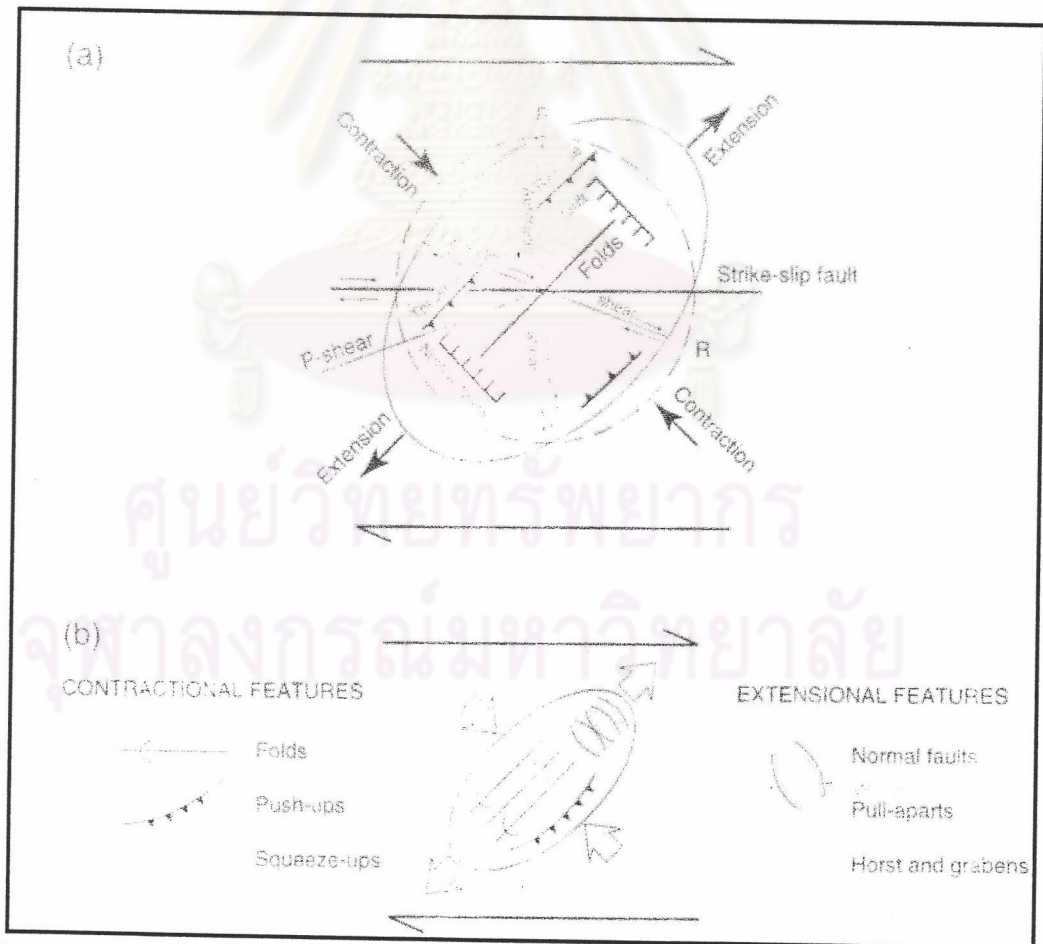 (a)
Contraction
Extension
Folds
Strike-slip fault
shear
P-shear
R
Extension
Contraction
ศูนย์วิทยทรัพยากร
จุฬาลงกรณ์มหาวิทยาลัย
(b)
CONTRACTIONAL FEATURES
Folds
Push-ups
Squeeze-ups
EXTENSIONAL FEATURES
Normal faults
Pull-aparts
Horst and grabens